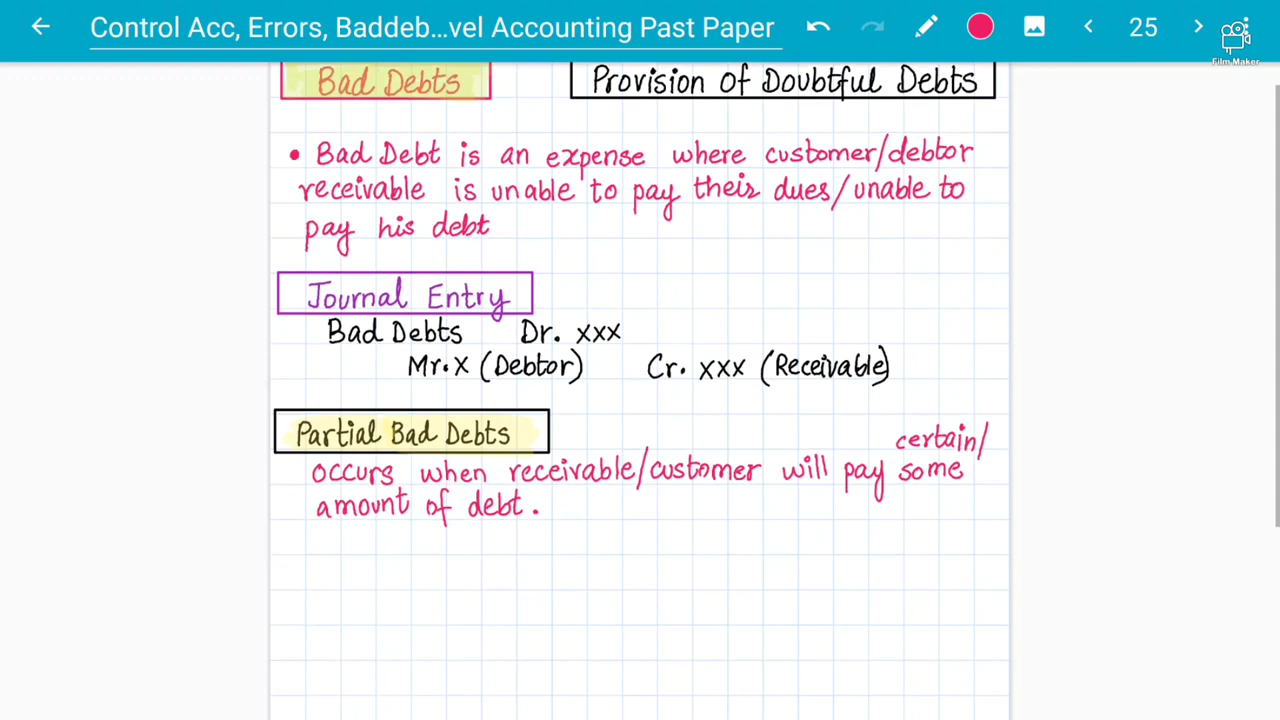 Control Acc, Errors, Baddeb...vel Accounting Past Paper
25
Film Maker
Bad Debts
Provision of Doubtful Debts
• Bad Debt is an expense where customer/debtor
receivable is unable to pay their dues/unable to
pay his debt
Journal Entry
Bad Debts Dr. xxx
Mr.X (Debtor) Cr. xxx (Receivable)
Partial Bad Debts
certain/
occurs when receivable/customer will pay some
amount of debt.